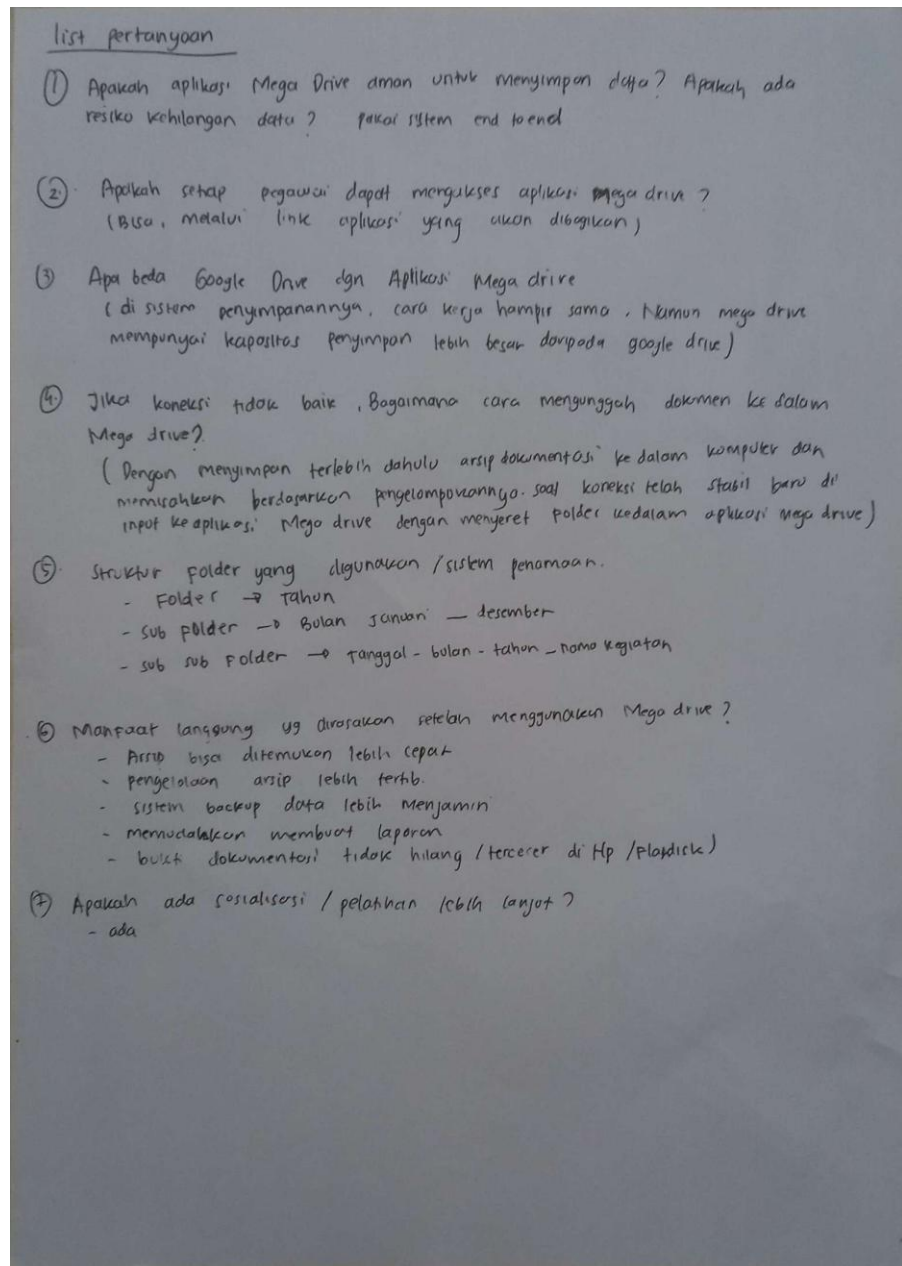 list pertanyaan
① Apakah aplikasi Mega Drive aman untuk menyimpan data? Apakah ada
resiko kehilangan data? pakai system end to end
②. Apakah setiap pegawai dapat mengakses aplikasi mega drive?
(Bisa, melalui link aplikasi yang akan dibagikan)
③ Apa beda Google Drive dgn Aplikasi Mega drive
(di sistem penyimpanannya, cara kerja hampir sama. Namun mega drive
mempunyai kapasitas penyimpan lebih besar daripada google drive)
④. Jika koneksi tidak baik, Bagaimana cara mengunggah dokmen ke dalam
Mega drive?
(Dengan menyimpan terlebih dahulu arsip dokumentasi ke dalam komputer dan
memisahkan berdasarkan pengelompokannya. saat koneksi telah stabil baru di
input ke aplikasi Mega drive dengan menyeret polder kedalam aplikasi mega drive)
⑤. Struktur Folder yang digunakan / sistem penamaan.
- Folder → Tahun
- sub polder → Bulan Januari — desember
- sub sub Folder → Tanggal - bulan - tahun - nama kegiatan
⑥ Manfaat langsung yg dirasakan setelah menggunakan Mega drive?
- Arsip bisa ditemukan lebih cepat
- pengelolaan arsip lebih tertib.
- sistem backup data lebih menjamin
- memudahkan membuat laporan
- bukti dokumentasi tidak hilang / tercecer di Hp / Plasdisk)
⑦ Apakah ada sosialisasi / pelatihan lebih lanjut?
- ada